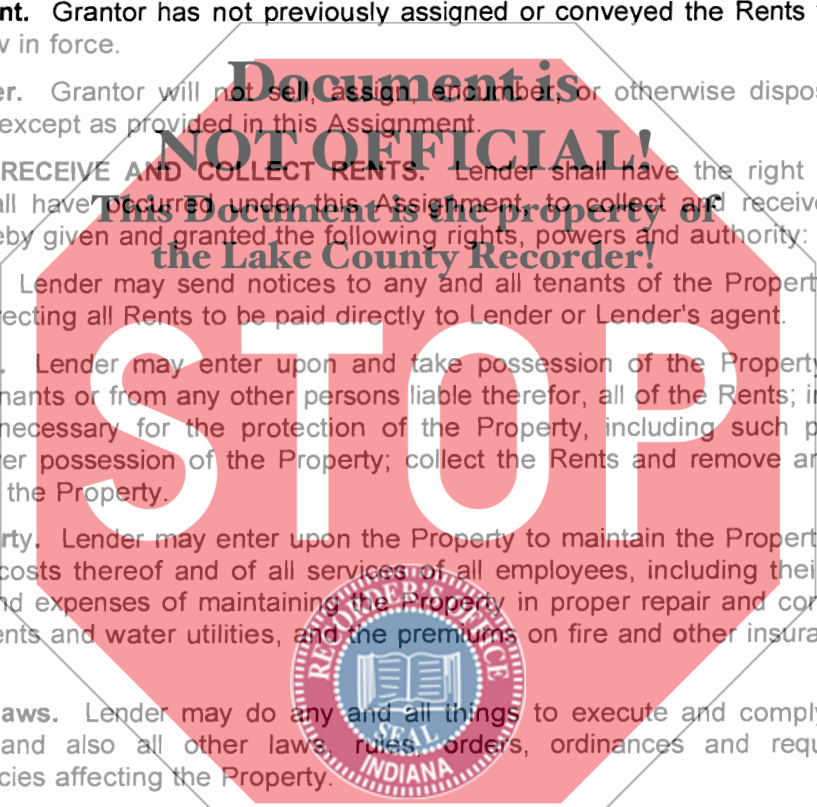 nt. Grantor has not previously assigned or conveyed the Rents
w in force.
er. Grantor will not sell, assign, encumber, or otherwise dispos
except as provided in this Assignment.
RECEIVE AND COLLECT RENTS. Lender shall have the right
all have occurred under this Assignment, to collect and receive
eby given and granted the following rights, powers and authority:
Lender may send notices to any and all tenants of the Propert
recting all Rents to be paid directly to Lender or Lender's agent.
. Lender may enter upon and take possession of the Property
nants or from any other persons liable therefor, all of the Rents; in
necessary for the protection of the Property, including such p
er possession of the Property; collect the Rents and remove an
the Property.
rty. Lender may enter upon the Property to maintain the Propert
costs thereof and of all services of all employees, including thei
nd expenses of maintaining the Property in proper repair and con
ents and water utilities, and the premiums on fire and other insura
aws. Lender may do any and all things to execute and comply
and also all other laws, rules, orders, ordinances and requ
cies affecting the Property.
Document is
NOT OFFICIAL!
This Document is the property of
the Lake County Recorder!
STOP
RECORDER'S OFFICE
SEAL
INDIANA